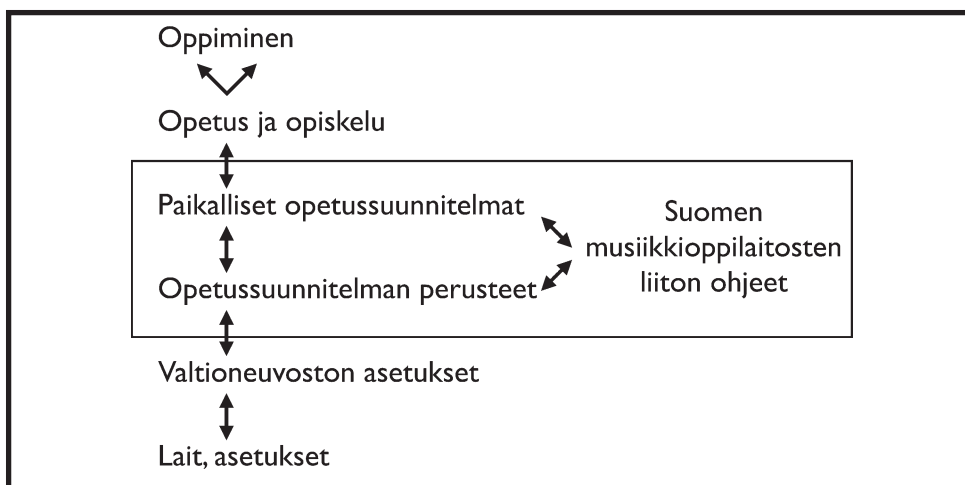 Oppiminen
Opetus ja opiskelu
Paikalliset opetussuunnitelmat
Opetussuunnitelman perusteet
Suomen
musiikkioppilaitosten
liiton ohjeet
Valtioneuvoston asetukset
Lait, asetukset